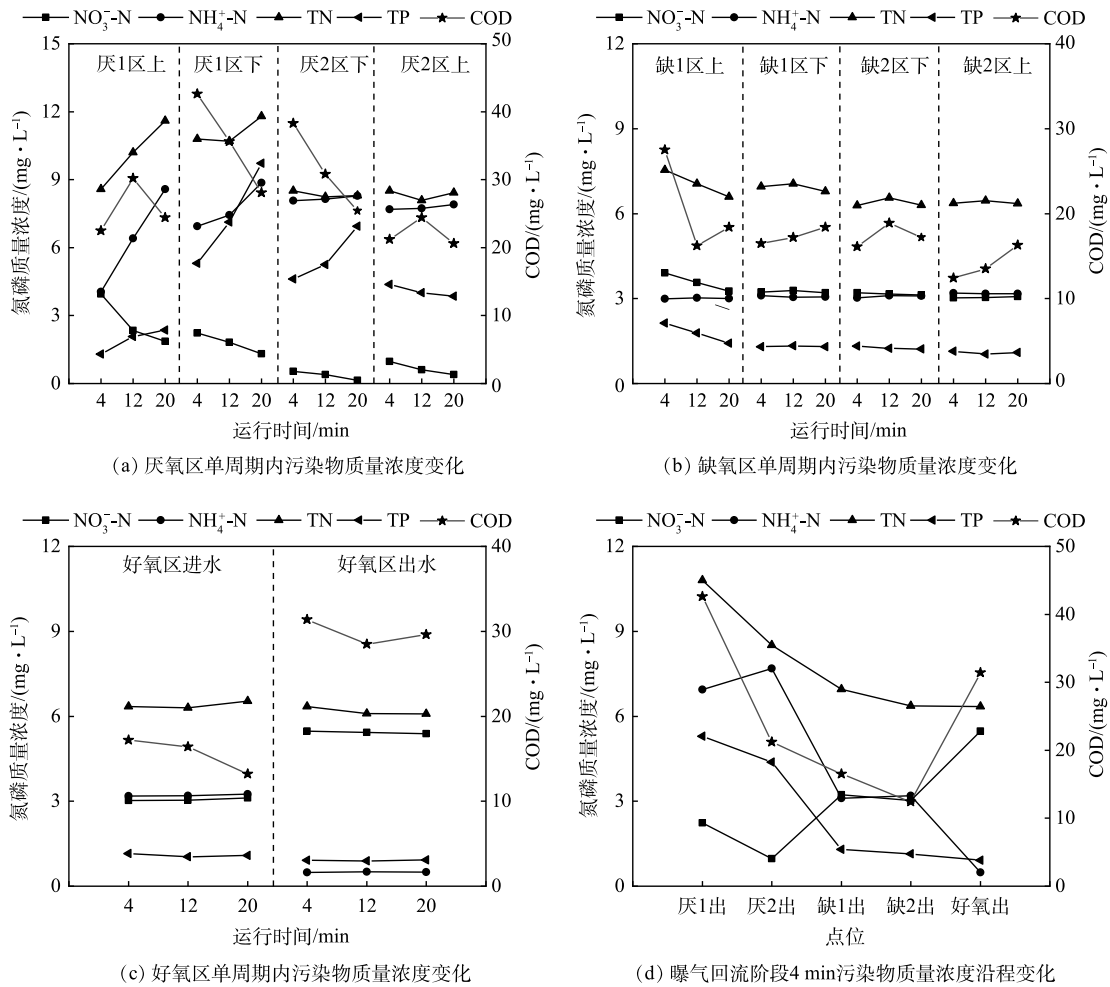 NO₃⁻-N NH₄⁺-N TN TP COD
15 12 9 6 3 0
氮磷质量浓度/(mg·L⁻¹)
厌1区上 厌1区下 厌2区下 厌2区上
50 40 30 20 10 0
COD/(mg·L⁻¹)
4 12 20 4 12 20 4 12 20 4 12 20
运行时间/min
(a) 厌氧区单周期内污染物质量浓度变化
NO₃⁻-N NH₄⁺-N TN TP COD
12 9 6 3 0
氮磷质量浓度/(mg·L⁻¹)
缺1区上 缺1区下 缺2区下 缺2区上
40 30 20 10 0
COD/(mg·L⁻¹)
4 12 20 4 12 20 4 12 20 4 12 20
运行时间/min
(b) 缺氧区单周期内污染物质量浓度变化
NO₃⁻-N NH₄⁺-N TN TP COD
12 9 6 3 0
氮磷质量浓度/(mg·L⁻¹)
好氧区进水 好氧区出水
40 30 20 10 0
COD/(mg·L⁻¹)
4 12 20 4 12 20
运行时间/min
(c) 好氧区单周期内污染物质量浓度变化
NO₃⁻-N NH₄⁺-N TN TP COD
12 9 6 3 0
氮磷质量浓度/(mg·L⁻¹)
50 40 30 20 10 0
COD/(mg·L⁻¹)
厌1出 厌2出 缺1出 缺2出 好氧出
点位
(d) 曝气回流阶段4 min污染物质量浓度沿程变化